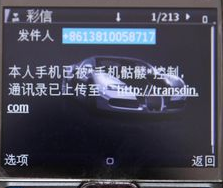 彩信 1/213
发件人 +8613810058717
本人手机已被"手机骷髅"控制,
通讯录已上传至! http://transdin.
com
选项 返回